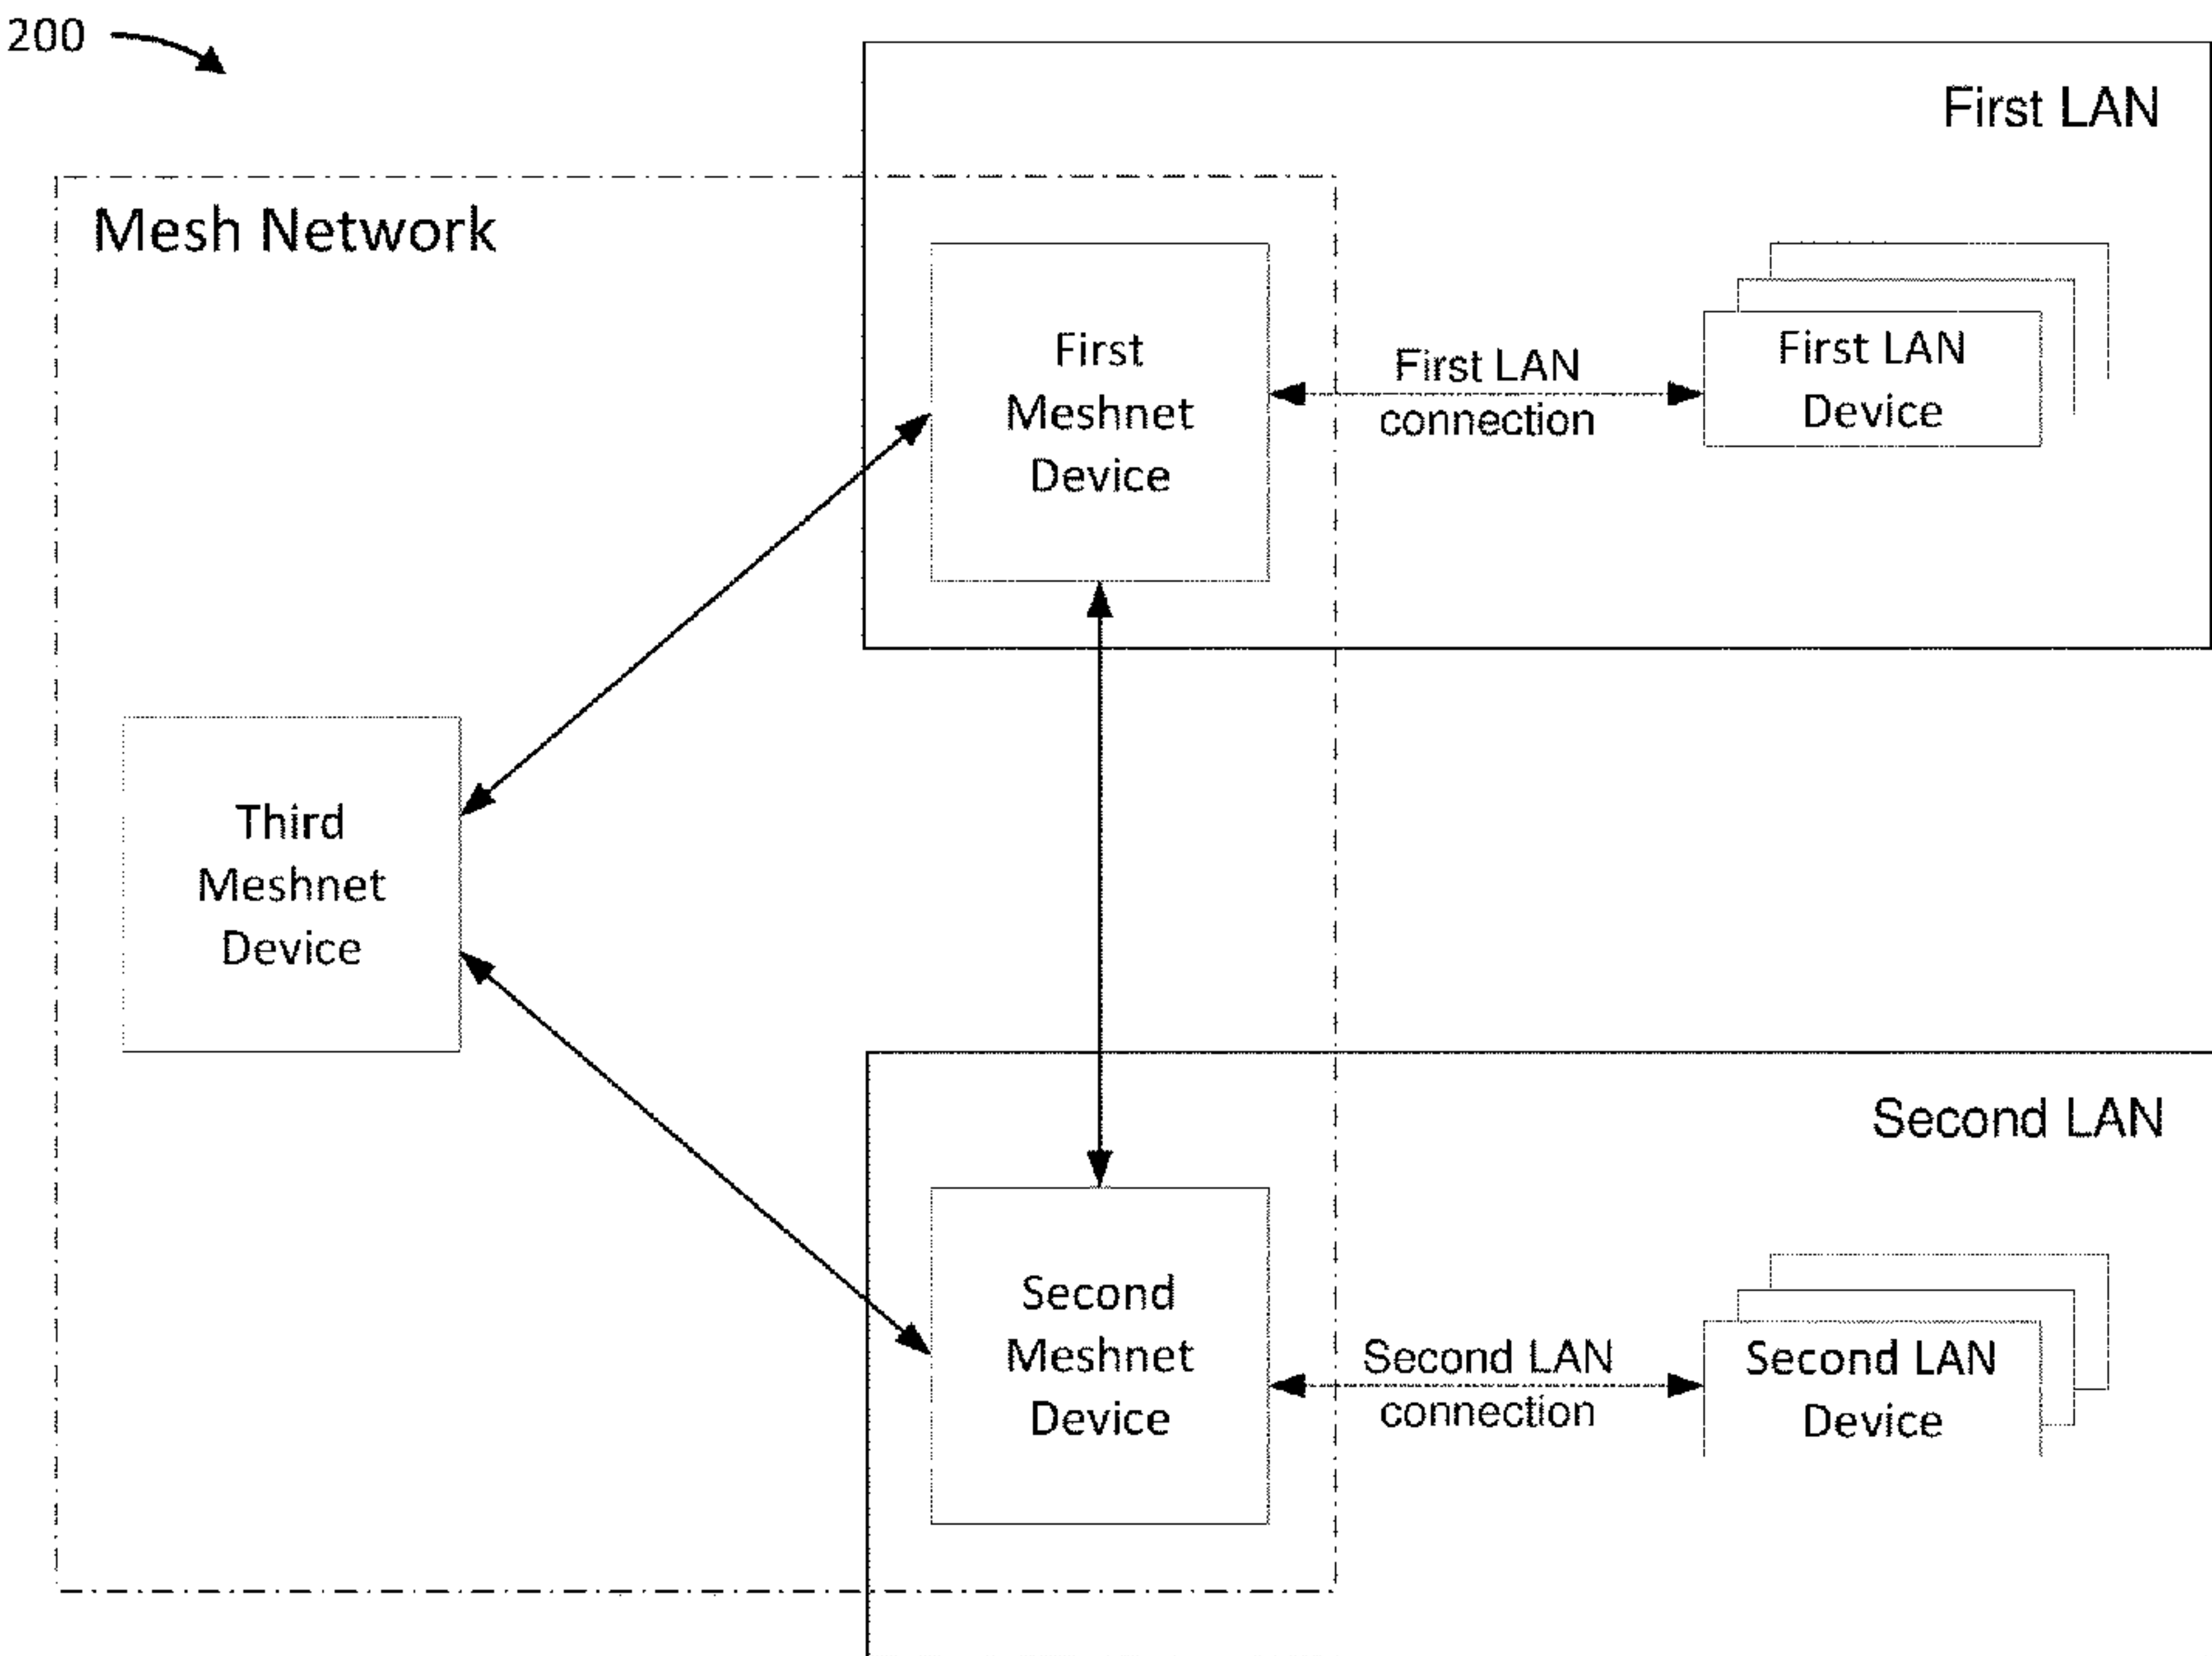 200
First LAN
Mesh Network
First
Meshnet
Device
First LAN
connection
First LAN
Device
Third
Meshnet
Device
Second LAN
Second
Meshnet
Device
Second LAN
connection
Second LAN
Device